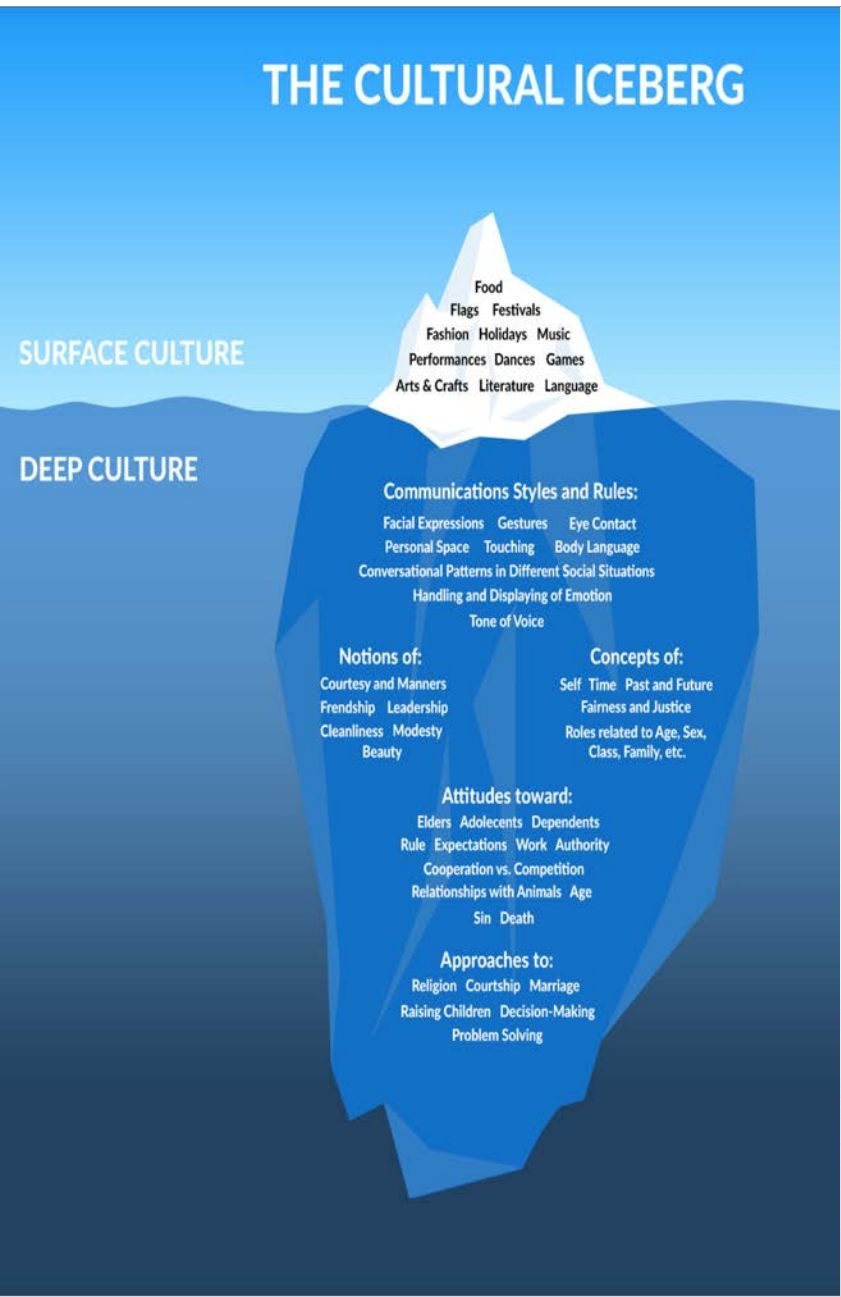 THE CULTURAL ICEBERG
Food
Flags Festivals
Fashion Holidays Music
Performances Dances Games
Arts & Crafts Literature Language
SURFACE CULTURE
DEEP CULTURE
Communications Styles and Rules:
Facial Expressions Gestures Eye Contact
Personal Space Touching Body Language
Conversational Patterns in Different Social Situations
Handling and Displaying of Emotion
Tone of Voice
Notions of:
Courtesy and Manners
Frendship Leadership
Cleanliness Modesty
Beauty
Concepts of:
Self Time Past and Future
Fairness and Justice
Roles related to Age, Sex,
Class, Family, etc.
Attitudes toward:
Elders Adolecents Dependents
Rule Expectations Work Authority
Cooperation vs. Competition
Relationships with Animals Age
Sin Death
Approaches to:
Religion Courtship Marriage
Raising Children Decision-Making
Problem Solving